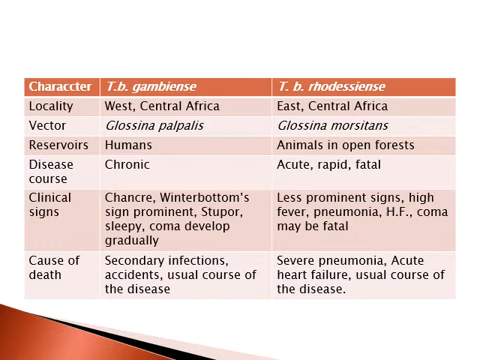 Characcter T.b. gambiense T. b. rhodessiense
Locality West, Central Africa East, Central Africa
Vector Glossina palpalis Glossina morsitans
Reservoirs Humans Animals in open forests
Disease Chronic Acute, rapid, fatal
course
Clinical Chancre, Winterbottom's Less prominent signs, high
signs sign prominent, Stupor, fever, pneumonia, H.F., coma
sleepy, coma develop may be fatal
gradually
Cause of Secondary infections, Severe pneumonia, Acute
death accidents, usual course of heart failure, usual course of
the disease the disease.